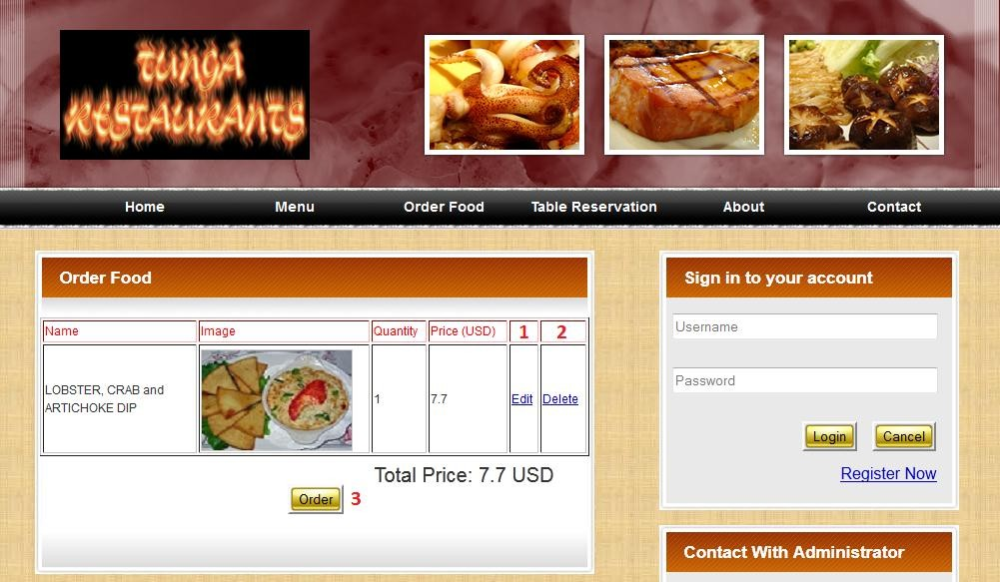 TUNGA
RESTAURANTS
Home Menu Order Food Table Reservation About Contact
Order Food
Name Image Quantity Price (USD) 1 2
LOBSTER, CRAB and
ARTICHOKE DIP
1 7.7 Edit Delete
Total Price: 7.7 USD
Order 3
Sign in to your account
Username
Password
Login Cancel
Register Now
Contact With Administrator